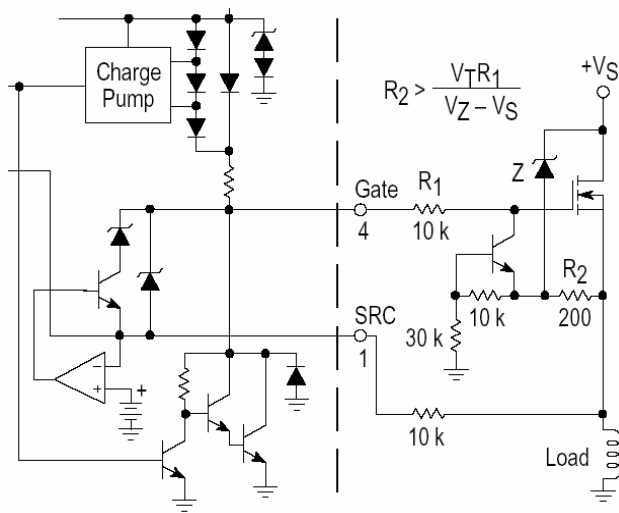 Charge
Pump
R2 > VTR1
VZ – VS
+VS
Z
Gate
4
R1
10 k
R2
200
10 k
30 k
SRC
1
10 k
Load
+
–
+